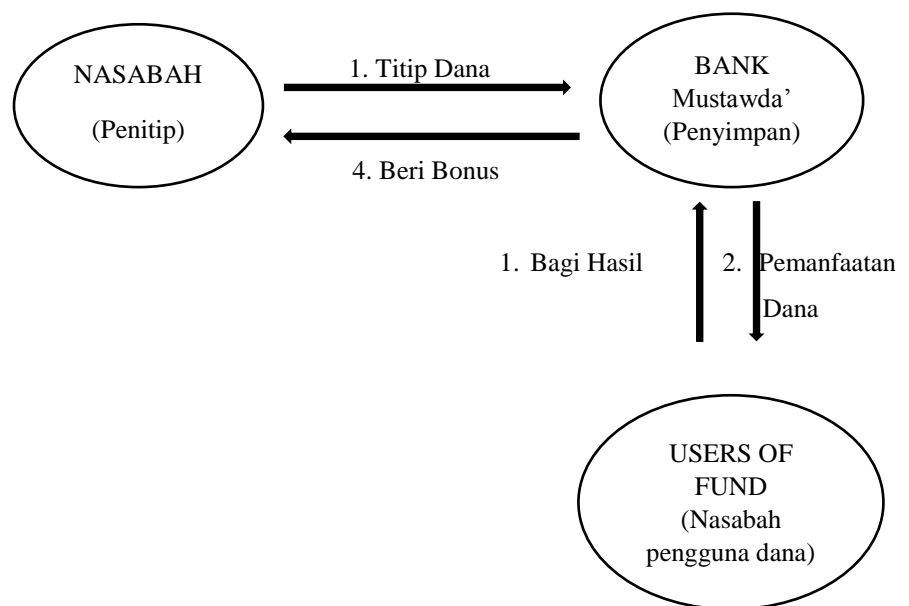 NASABAH
(Penitip)
1. Titip Dana
4. Beri Bonus
BANK
Mustawda’
(Penyimpan)
1. Bagi Hasil
2. Pemanfaatan
Dana
USERS OF
FUND
(Nasabah
pengguna dana)